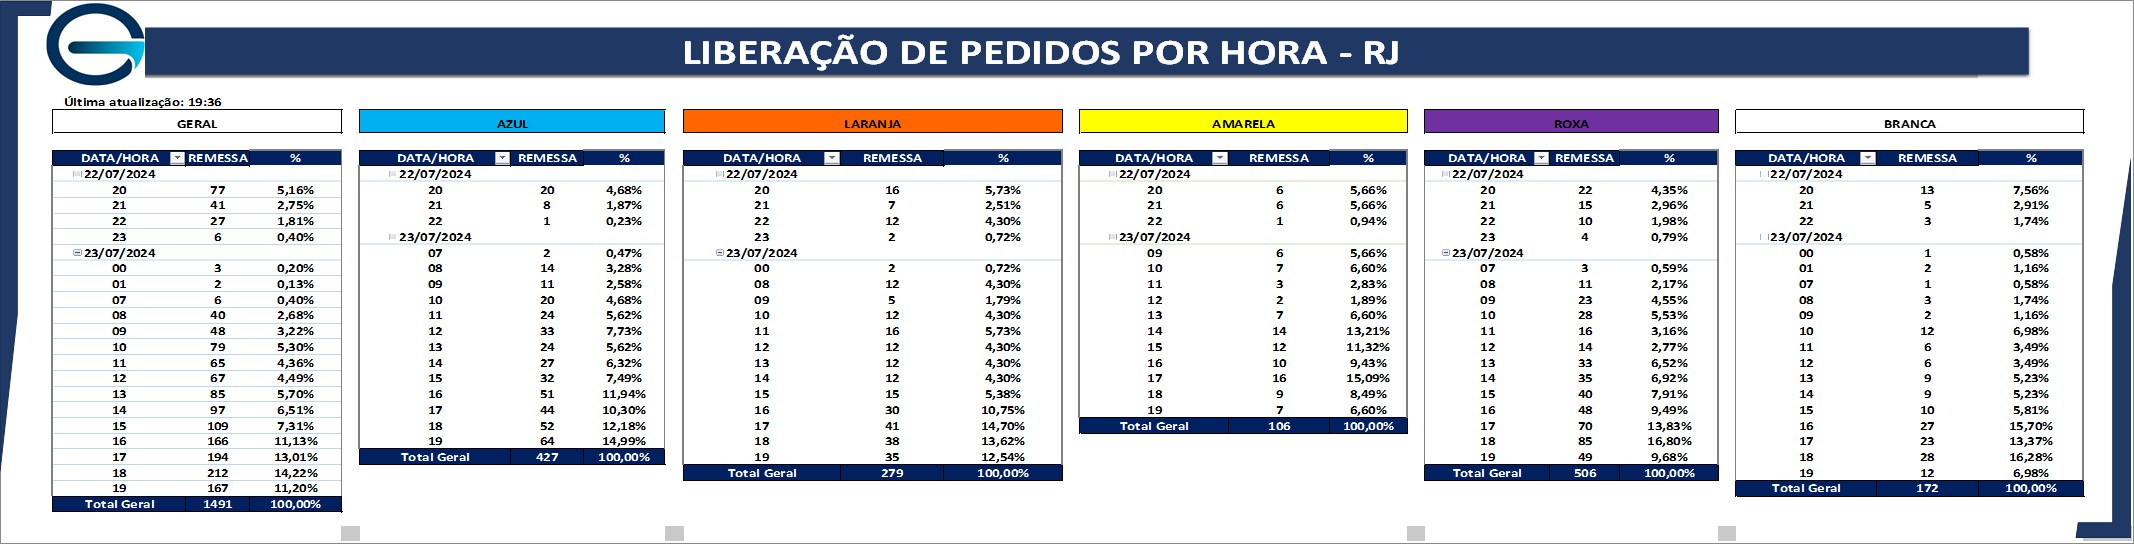 LIBERAÇÃO DE PEDIDOS POR HORA - RJ
Última atualização: 19:36
GERAL
DATA/HORA REMESSA %
22/07/2024
20 77 5,16%
21 41 2,75%
22 27 1,81%
23 6 0,40%
23/07/2024
00 3 0,20%
01 2 0,13%
07 6 0,40%
08 40 2,68%
09 48 3,22%
10 79 5,30%
11 65 4,36%
12 67 4,49%
13 85 5,70%
14 97 6,51%
15 109 7,31%
16 166 11,13%
17 194 13,01%
18 212 14,22%
19 167 11,20%
Total Geral 1491 100,00%
AZUL
DATA/HORA REMESSA %
22/07/2024
20 20 4,68%
21 8 1,87%
22 1 0,23%
23/07/2024
07 2 0,47%
08 14 3,28%
09 11 2,58%
10 20 4,68%
11 24 5,62%
12 33 7,73%
13 24 5,62%
14 27 6,32%
15 32 7,49%
16 51 11,94%
17 44 10,30%
18 52 12,18%
19 64 14,99%
Total Geral 427 100,00%
LARANJA
DATA/HORA REMESSA %
22/07/2024
20 16 5,73%
21 7 2,51%
22 12 4,30%
23 2 0,72%
23/07/2024
00 2 0,72%
08 12 4,30%
09 5 1,79%
10 12 4,30%
11 16 5,73%
12 12 4,30%
13 12 4,30%
14 12 4,30%
15 15 5,38%
16 30 10,75%
17 41 14,70%
18 38 13,62%
19 35 12,54%
Total Geral 279 100,00%
AMARELA
DATA/HORA REMESSA %
22/07/2024
20 6 5,66%
21 6 5,66%
22 1 0,94%
23/07/2024
09 6 5,66%
10 7 6,60%
11 3 2,83%
12 2 1,89%
13 7 6,60%
14 14 13,21%
15 12 11,32%
16 10 9,43%
17 16 15,09%
18 9 8,49%
19 7 6,60%
Total Geral 106 100,00%
ROXA
DATA/HORA REMESSA %
22/07/2024
20 22 4,35%
21 15 2,96%
22 10 1,98%
23 4 0,79%
23/07/2024
07 3 0,59%
08 11 2,17%
09 23 4,55%
10 28 5,53%
11 16 3,16%
12 14 2,77%
13 33 6,52%
14 35 6,92%
15 40 7,91%
16 48 9,49%
17 70 13,83%
18 85 16,80%
19 49 9,68%
Total Geral 506 100,00%
BRANCA
DATA/HORA REMESSA %
22/07/2024
20 13 7,56%
21 5 2,91%
22 3 1,74%
23/07/2024
00 1 0,58%
01 2 1,16%
07 1 0,58%
08 3 1,74%
09 2 1,16%
10 12 6,98%
11 6 3,49%
12 6 3,49%
13 9 5,23%
14 9 5,23%
15 10 5,81%
16 27 15,70%
17 23 13,37%
18 28 16,28%
19 12 6,98%
Total Geral 172 100,00%